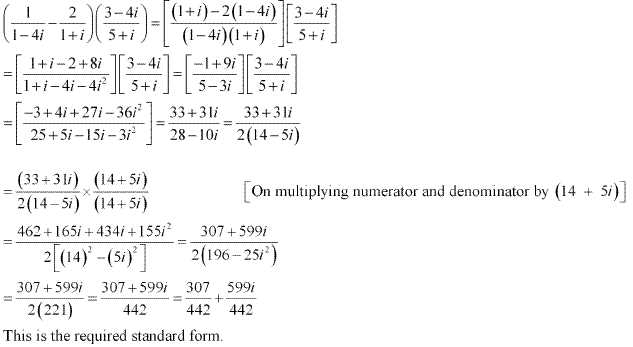 (1/(1−4i) − 2/(1+i))((3−4i)/(5+i)) = [((1+i)−2(1−4i))/((1−4i)(1+i))][(3−4i)/(5+i)]
= [(1+i−2+8i)/(1+i−4i−4i²)][(3−4i)/(5+i)] = [(−1+9i)/(5−3i)][(3−4i)/(5+i)]
= [(−3+4i+27i−36i²)/(25+5i−15i−3i²)] = (33+31i)/(28−10i) = (33+31i)/(2(14−5i))
= (33+31i)/(2(14−5i)) × (14+5i)/(14+5i) [On multiplying numerator and denominator by (14 + 5i)]
= (462+165i+434i+155i²)/(2[(14)²−(5i)²]) = (307+599i)/(2(196−25i²))
= (307+599i)/(2(221)) = (307+599i)/442 = 307/442 + 599i/442
This is the required standard form.